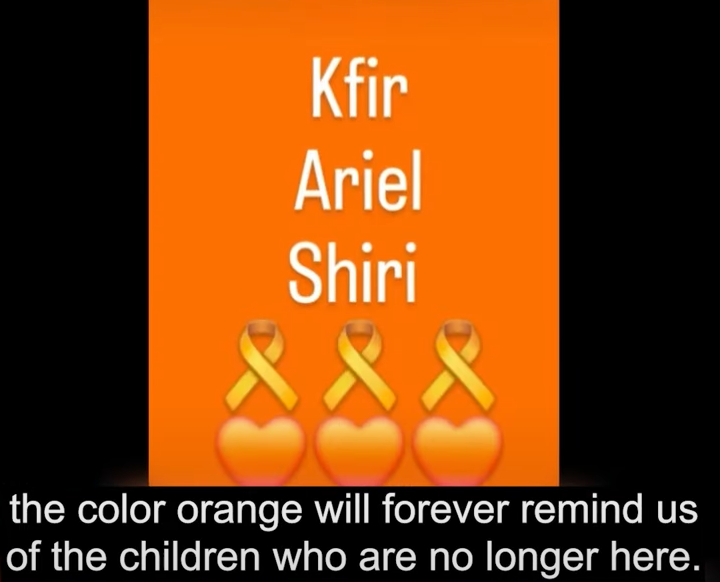 Kfir
Ariel
Shiri
the color orange will forever remind us
of the children who are no longer here.